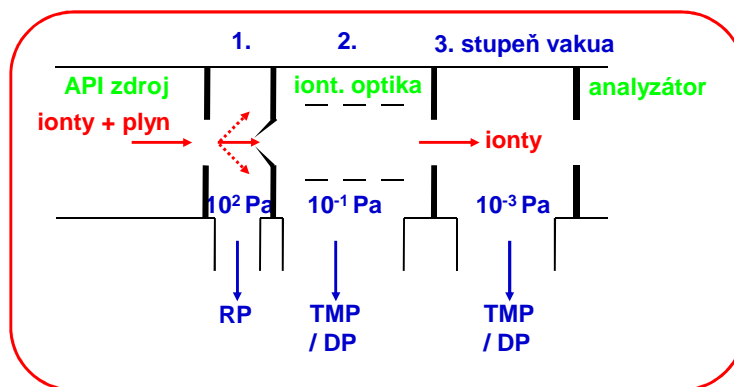 1. 2. 3. stupeň vakua
API zdroj iont. optika analyzátor
ionty + plyn ionty
10² Pa 10⁻¹ Pa 10⁻³ Pa
RP TMP TMP
/ DP / DP